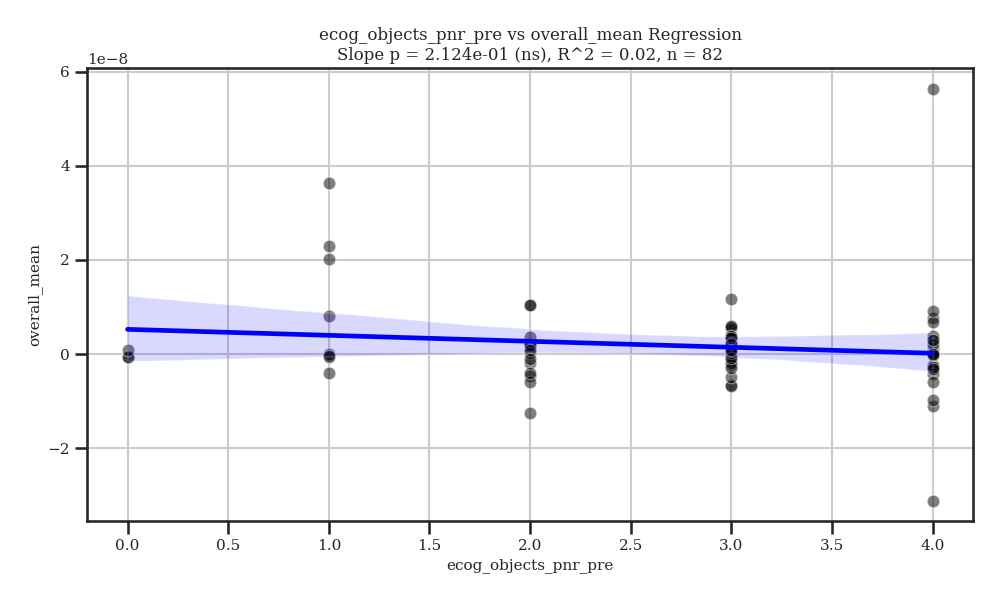 ecog_objects_pnr_pre vs overall_mean Regression
Slope p = 2.124e-01 (ns), R^2 = 0.02, n = 82
1e−8
6
4
2
0
−2
overall_mean
0.0 0.5 1.0 1.5 2.0 2.5 3.0 3.5 4.0
ecog_objects_pnr_pre